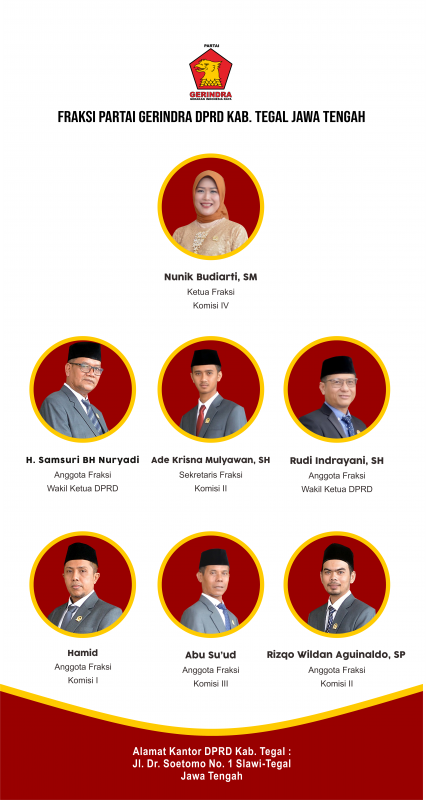 PARTAI
GERINDRA
GERAKAN INDONESIA RAYA
FRAKSI PARTAI GERINDRA DPRD KAB. TEGAL JAWA TENGAH
Nunik Budiarti, SM
Ketua Fraksi
Komisi IV
H. Samsuri BH Nuryadi
Anggota Fraksi
Wakil Ketua DPRD
Ade Krisna Mulyawan, SH
Sekretaris Fraksi
Komisi II
Rudi Indrayani, SH
Anggota Fraksi
Wakil Ketua DPRD
Hamid
Anggota Fraksi
Komisi I
Abu Su'ud
Anggota Fraksi
Komisi III
Rizqo Wildan Aguinaldo, SP
Anggota Fraksi
Komisi II
Alamat Kantor DPRD Kab. Tegal :
Jl. Dr. Soetomo No. 1 Slawi-Tegal
Jawa Tengah